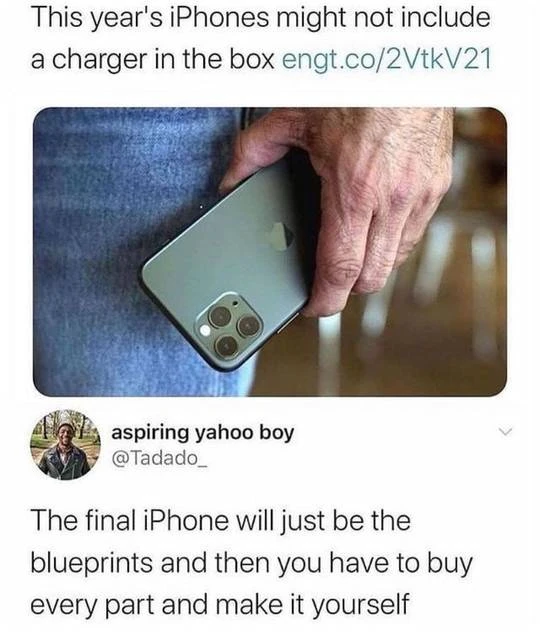 This year's iPhones might not include
a charger in the box engt.co/2VtkV21
aspiring yahoo boy
@Tadado_
The final iPhone will just be the
blueprints and then you have to buy
every part and make it yourself